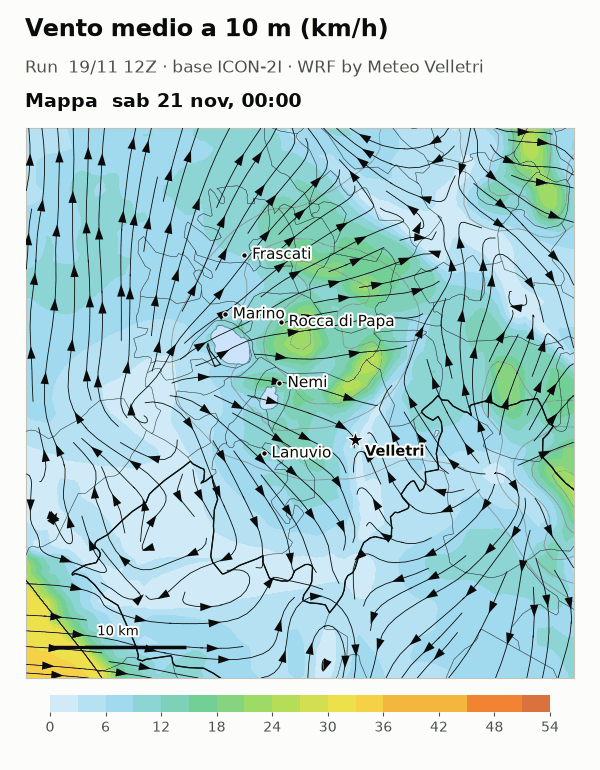 Vento medio a 10 m (km/h)
Run 19/11 12Z · base ICON-2I · WRF by Meteo Velletri
Mappa sab 21 nov, 00:00
Frascati
Marino
Rocca di Papa
Nemi
Velletri
Lanuvio
10 km
0 6 12 18 24 30 36 42 48 54